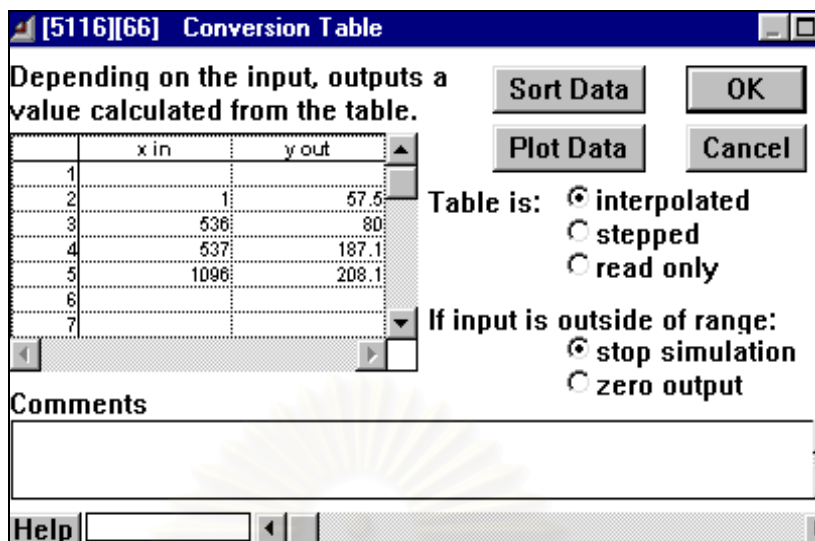 [5116][66] Conversion Table
Depending on the input, outputs a
value calculated from the table.
Sort Data
OK
Plot Data
Cancel
x in y out
1
2 1 57.5
3 536 80
4 537 187.1
5 1096 208.1
6
7
Table is:
interpolated
stepped
read only
If input is outside of range:
stop simulation
zero output
Comments
Help